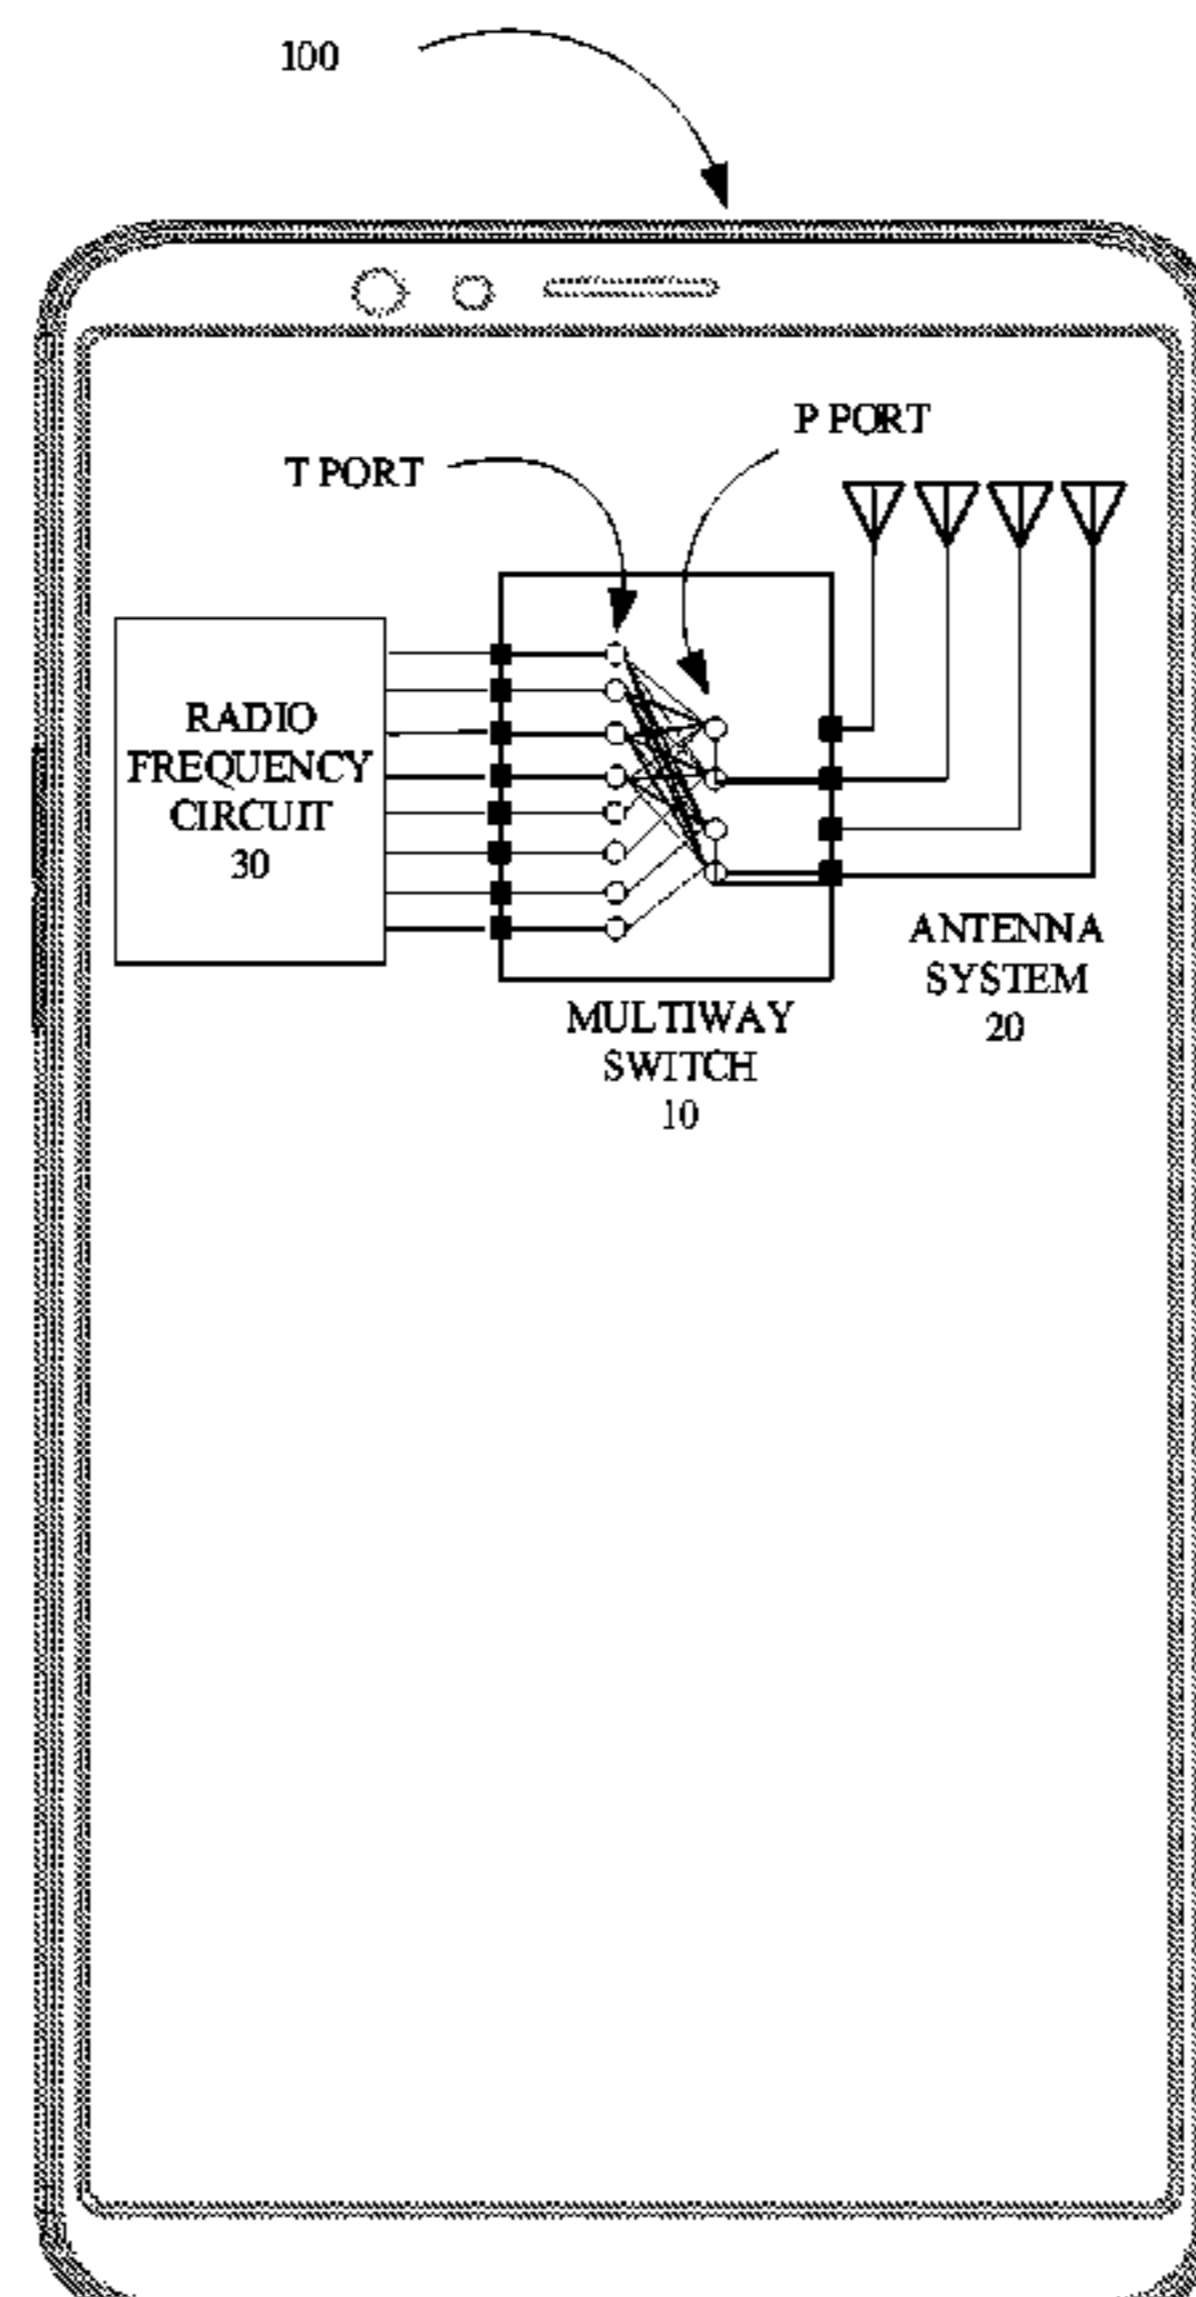 100
P PORT
T PORT
RADIO
FREQUENCY
CIRCUIT
30
ANTENNA
SYSTEM
20
MULTIWAY
SWITCH
10